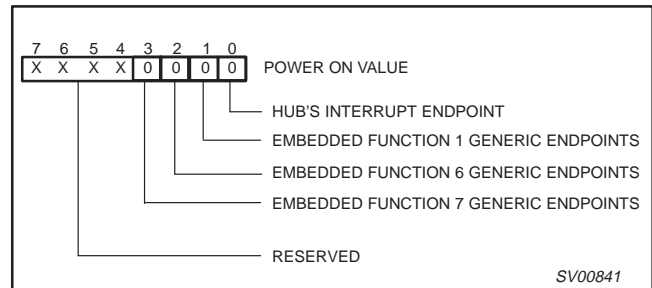 7 6 5 4 3 2 1 0
X X X X 0 0 0 0 POWER ON VALUE
HUB'S INTERRUPT ENDPOINT
EMBEDDED FUNCTION 1 GENERIC ENDPOINTS
EMBEDDED FUNCTION 6 GENERIC ENDPOINTS
EMBEDDED FUNCTION 7 GENERIC ENDPOINTS
RESERVED
SV00841